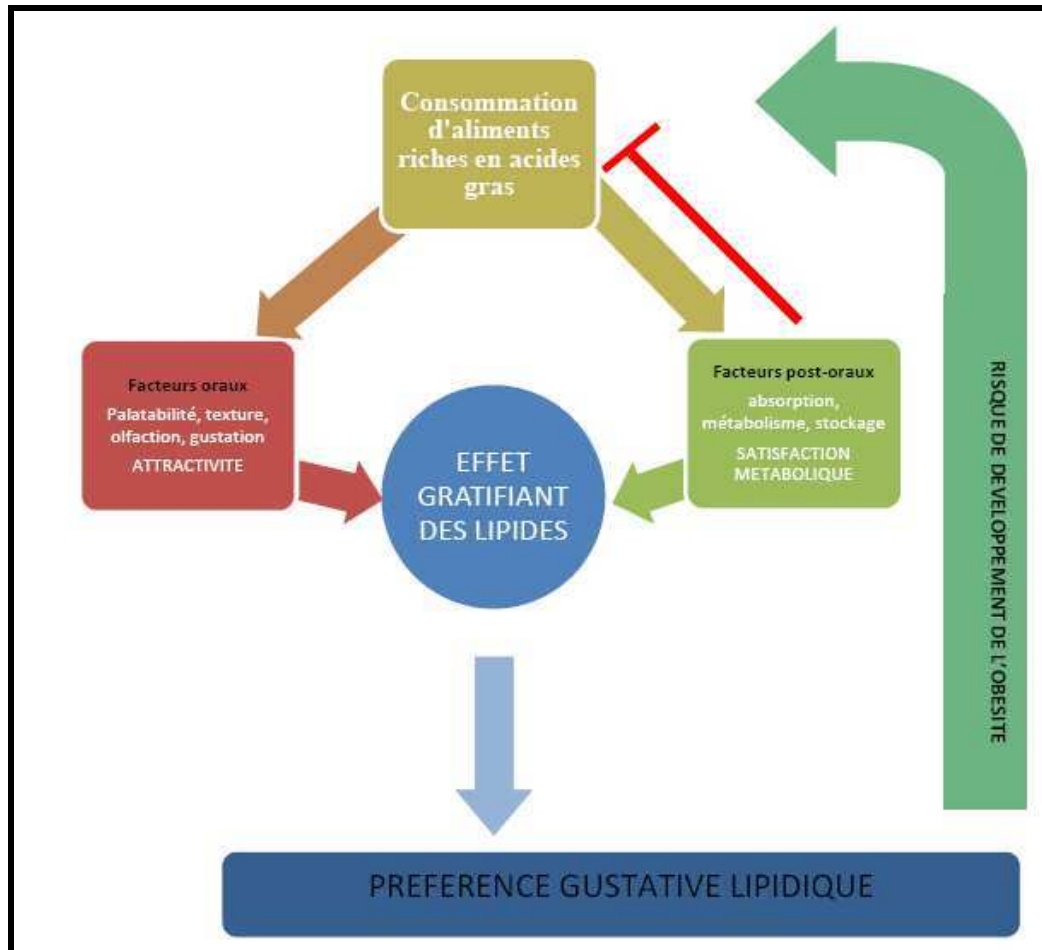 Consommation
d'aliments
riches en acides
gras
Facteurs oraux
Palatabilité, texture,
olfaction, gustation
ATTRACTIVITE
Facteurs post-oraux
absorption,
métabolisme, stockage
SATISFACTION
METABOLIQUE
EFFET
GRATIFIANT
DES LIPIDES
RISQUE DE DEVELOPPEMENT DE L'OBESITE
PREFERENCE GUSTATIVE LIPIDIQUE